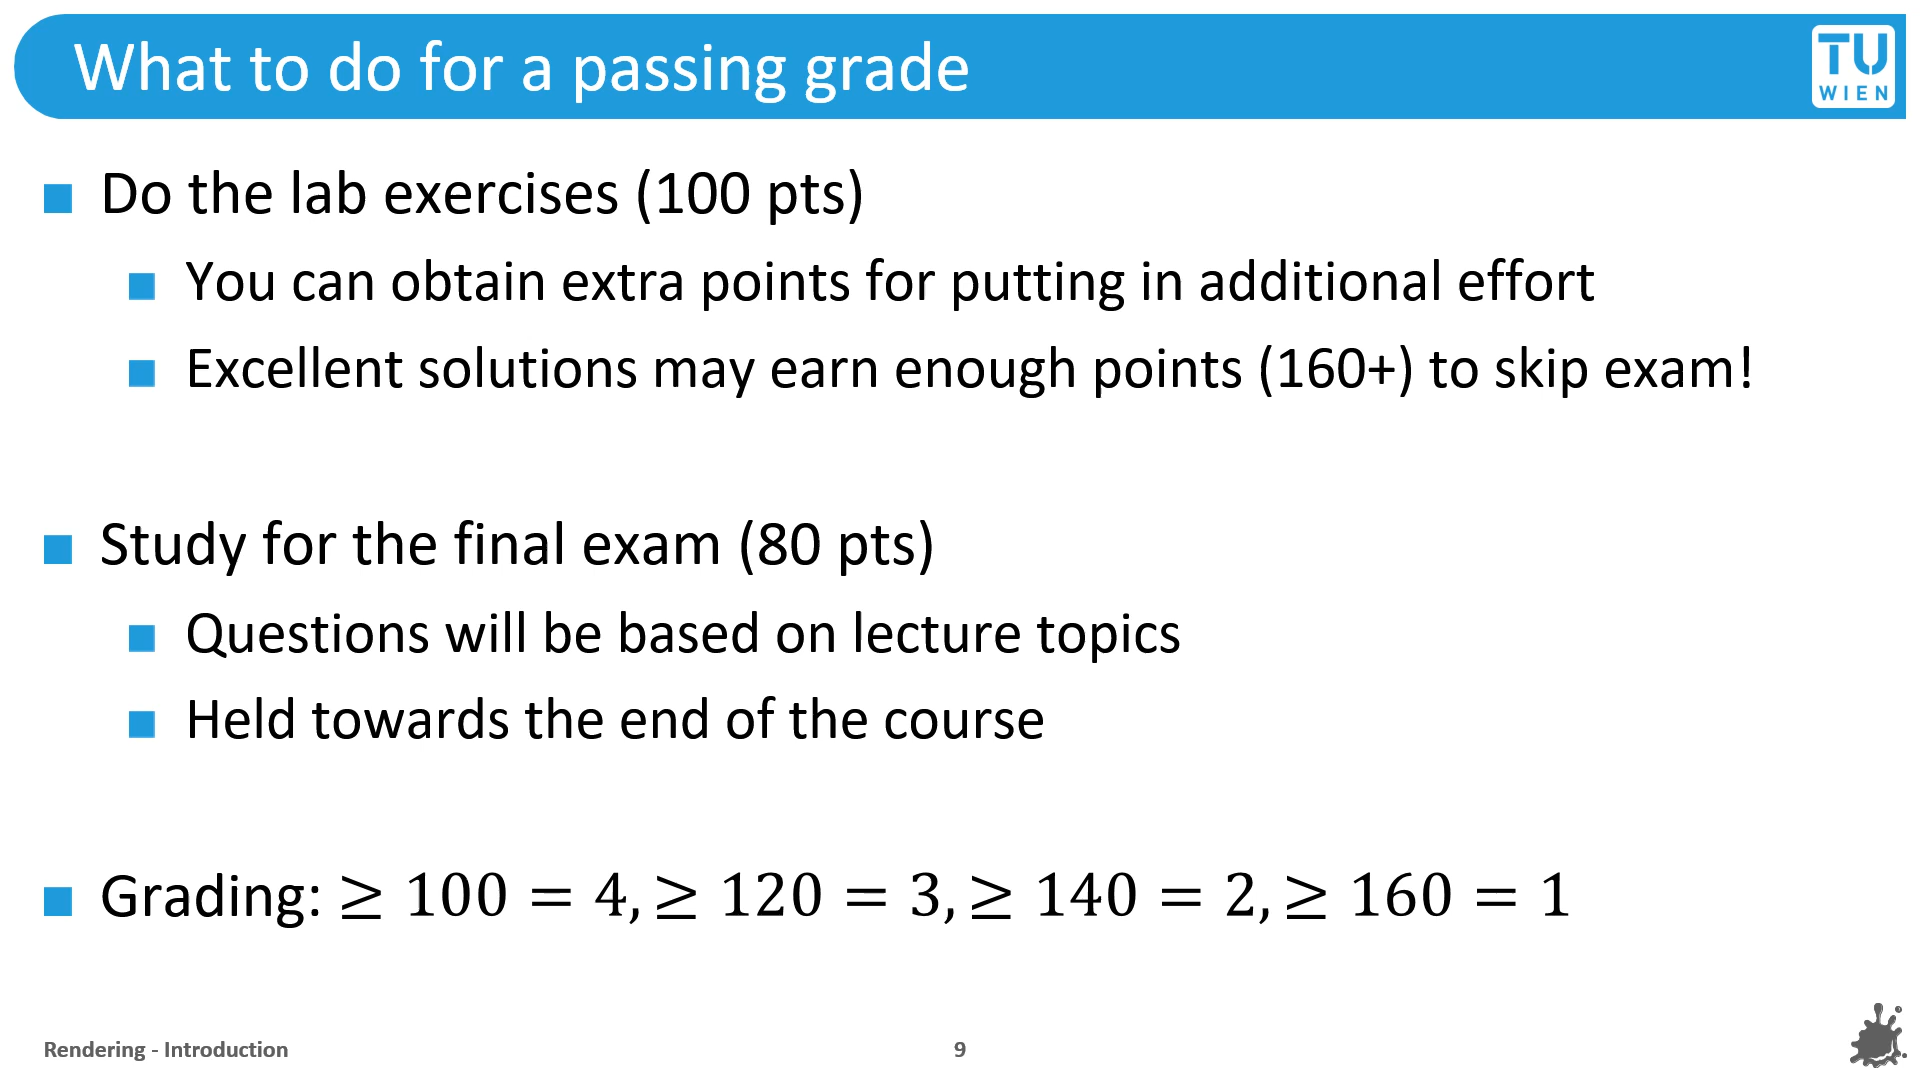 What to do for a passing grade
TU
WIEN
Do the lab exercises (100 pts)
You can obtain extra points for putting in additional effort
Excellent solutions may earn enough points (160+) to skip exam!
Study for the final exam (80 pts)
Questions will be based on lecture topics
Held towards the end of the course
Grading: ≥ 100 = 4, ≥ 120 = 3, ≥ 140 = 2, ≥ 160 = 1
Rendering - Introduction
9